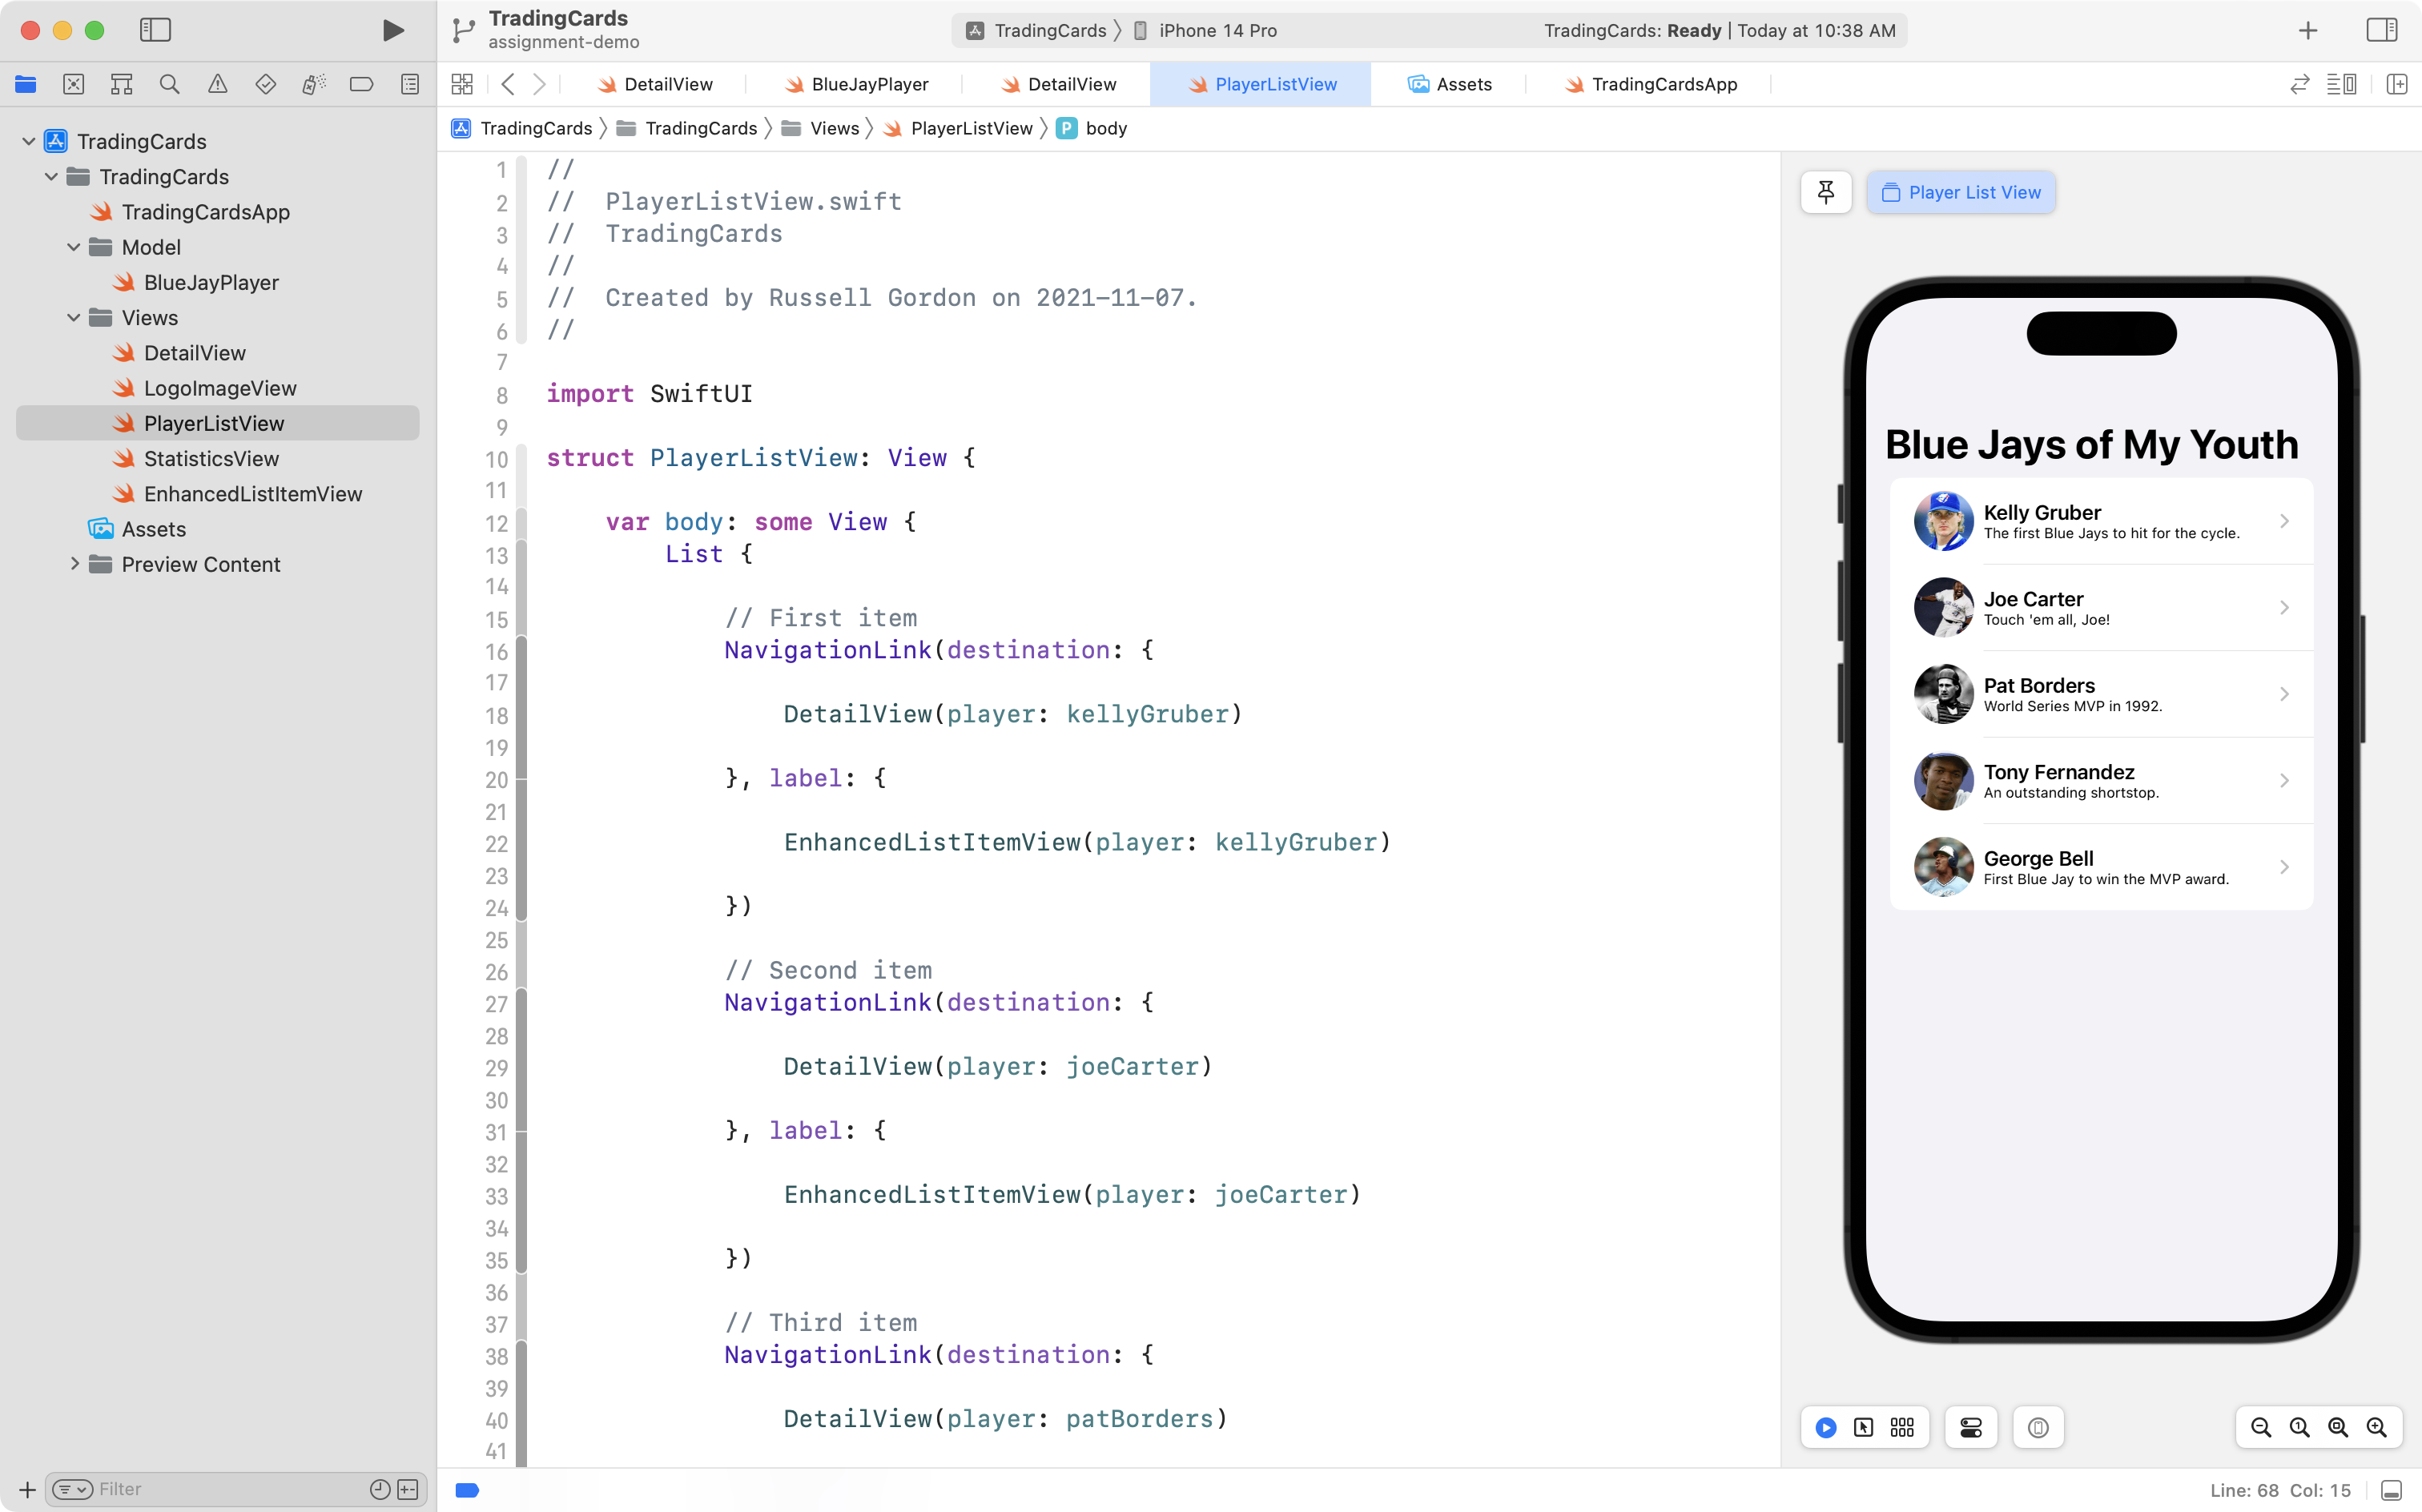 TradingCards
assignment-demo
TradingCards
iPhone 14 Pro
TradingCards: Ready | Today at 10:38 AM
DetailView
BlueJayPlayer
DetailView
PlayerListView
Assets
TradingCardsApp
TradingCards
TradingCards
Views
PlayerListView
P
body
TradingCards
TradingCards
TradingCardsApp
Model
BlueJayPlayer
Views
DetailView
LogoImageView
PlayerListView
StatisticsView
EnhancedListItemView
Assets
Preview Content
Filter
1 //
2 //  PlayerListView.swift
3 //  TradingCards
4 //
5 //  Created by Russell Gordon on 2021-11-07.
6 //
7
8 import SwiftUI
9
10 struct PlayerListView: View {
11
12     var body: some View {
13         List {
14
15             // First item
16             NavigationLink(destination: {
17
18                 DetailView(player: kellyGruber)
19
20             }, label: {
21
22                 EnhancedListItemView(player: kellyGruber)
23
24             })
25
26             // Second item
27             NavigationLink(destination: {
28
29                 DetailView(player: joeCarter)
30
31             }, label: {
32
33                 EnhancedListItemView(player: joeCarter)
34
35             })
36
37             // Third item
38             NavigationLink(destination: {
39
40                 DetailView(player: patBorders)
41
Player List View
Blue Jays of My Youth
Kelly Gruber
The first Blue Jays to hit for the cycle.
Joe Carter
Touch 'em all, Joe!
Pat Borders
World Series MVP in 1992.
Tony Fernandez
An outstanding shortstop.
George Bell
First Blue Jay to win the MVP award.
Line: 68  Col: 15